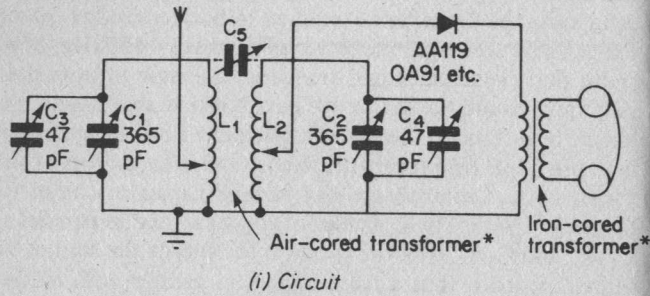 C5
AA119
OA91 etc.
C3
47
pF
C1
365
pF
L1
L2
C2
365
pF
C4
47
pF
Air-cored transformer*
Iron-cored
transformer*
(i) Circuit